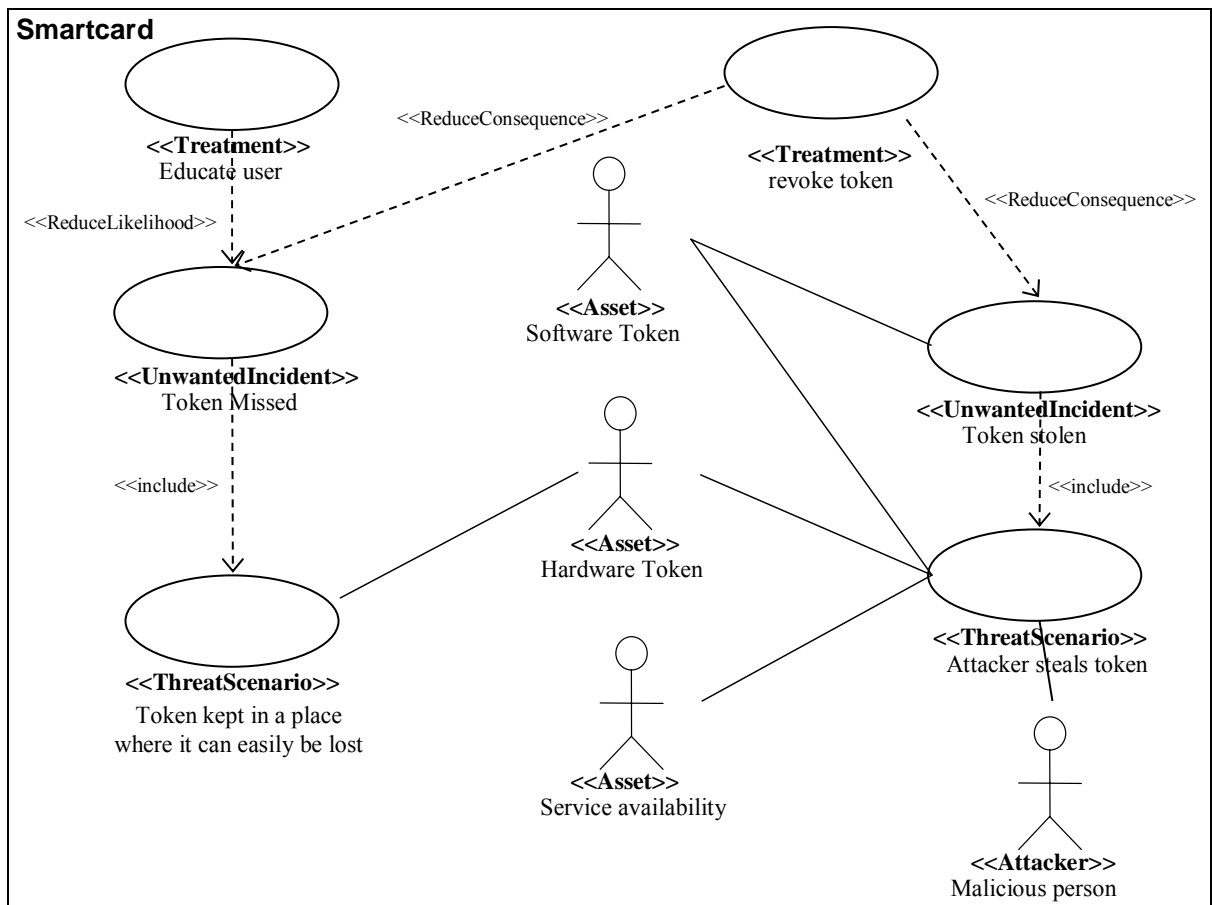 Smartcard
<<ReduceConsequence>>
<<Treatment>>
Educate user
<<Treatment>>
revoke token
<<ReduceLikelihood>>
<<ReduceConsequence>>
<<Asset>>
Software Token
<<UnwantedIncident>>
Token Missed
<<UnwantedIncident>>
Token stolen
<<include>>
<<include>>
<<Asset>>
Hardware Token
<<ThreatScenario>>
Attacker steals token
<<ThreatScenario>>
Token kept in a place
where it can easily be lost
<<Asset>>
Service availability
<<Attacker>>
Malicious person